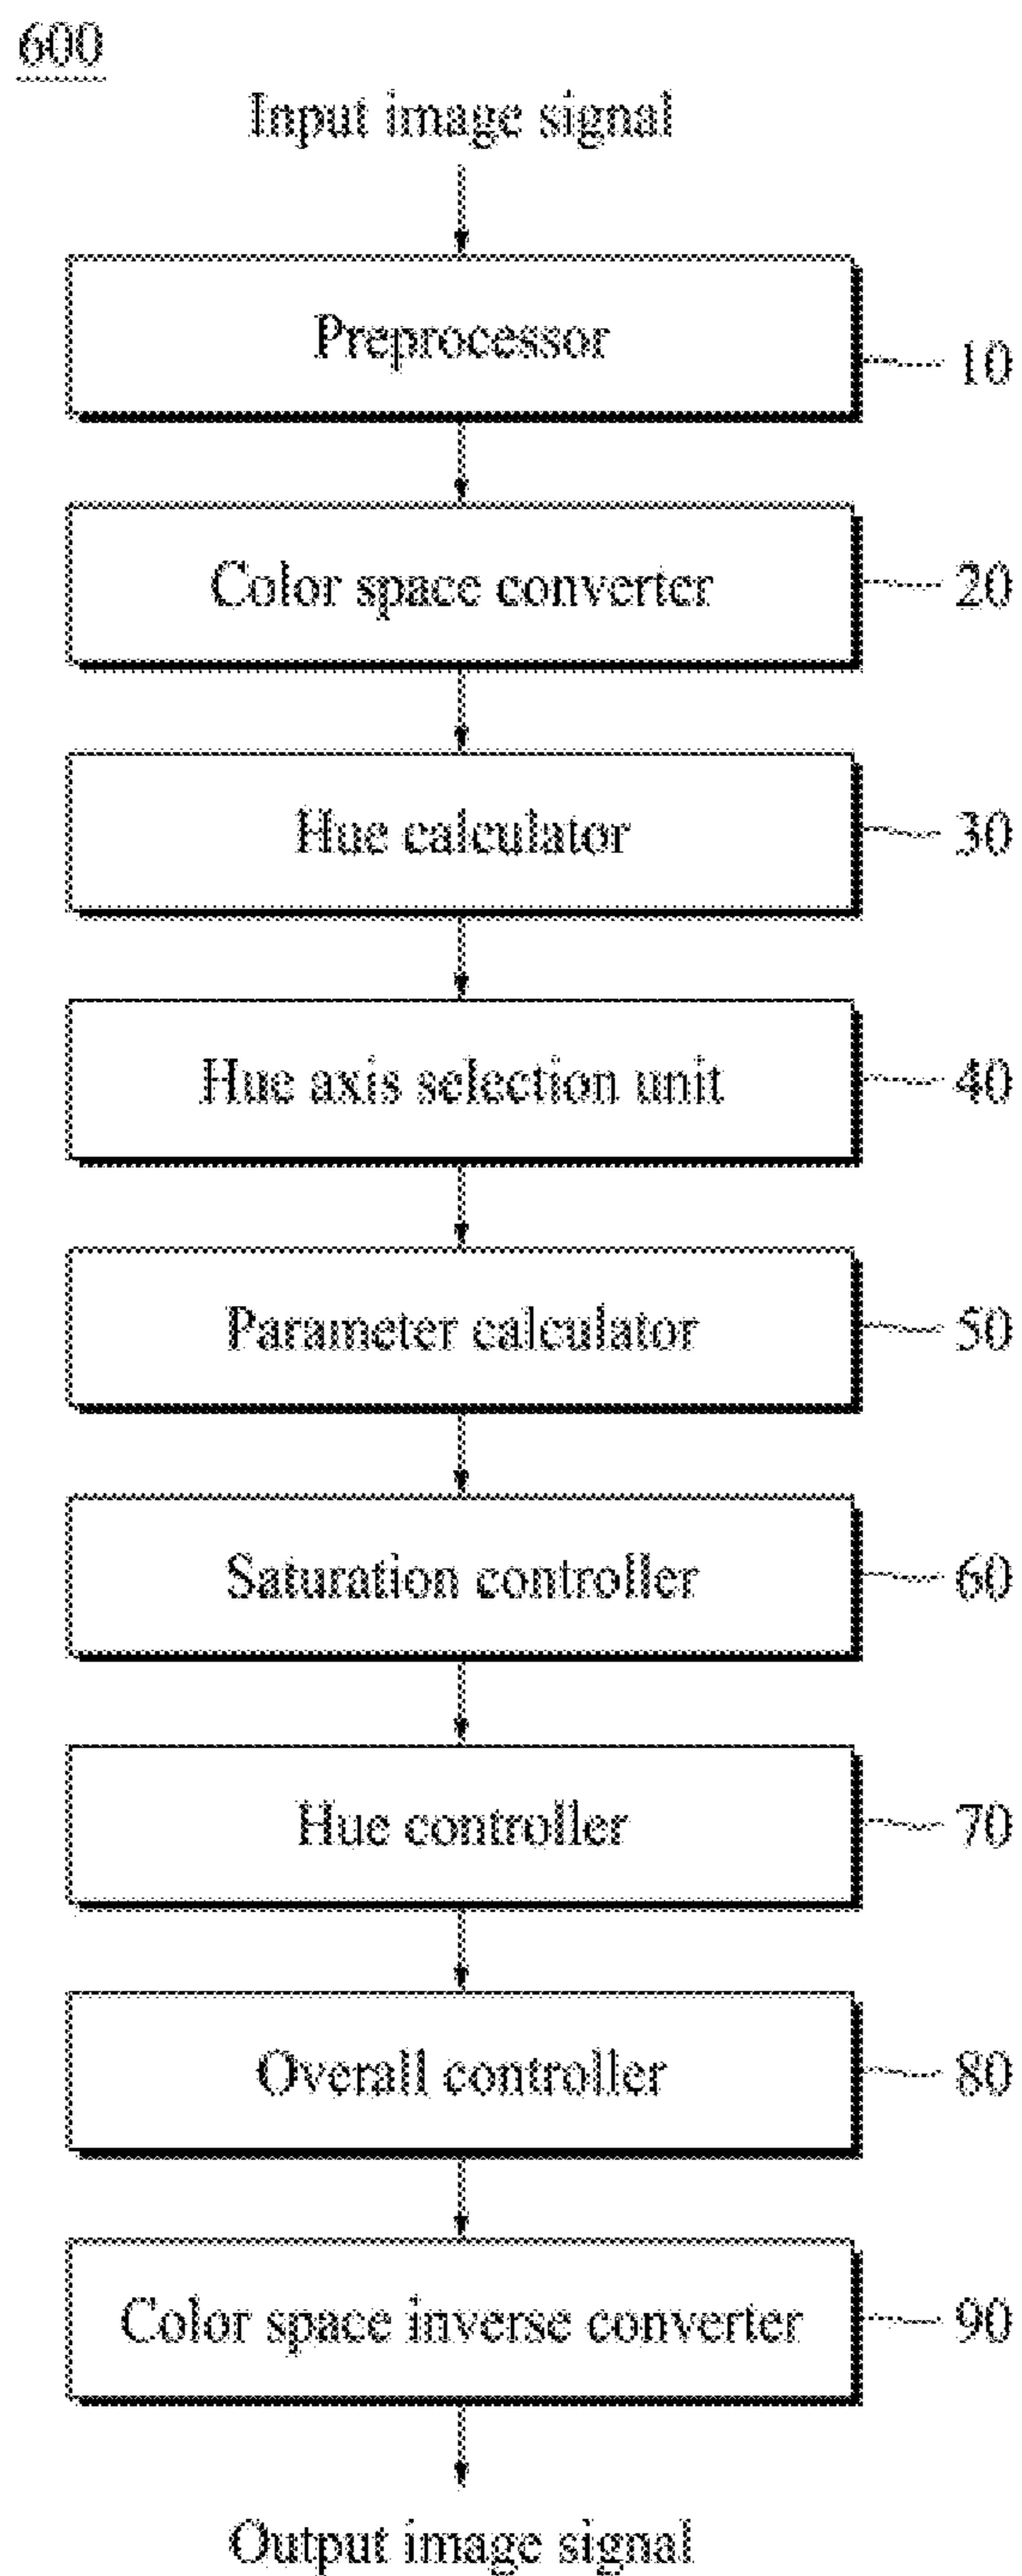 600
Input image signal
Preprocessor
10
Color space converter
20
Hue calculator
30
Hue axis selection unit
40
Parameter calculator
50
Saturation controller
60
Hue controller
70
Overall controller
80
Color space inverse converter
90
Output image signal